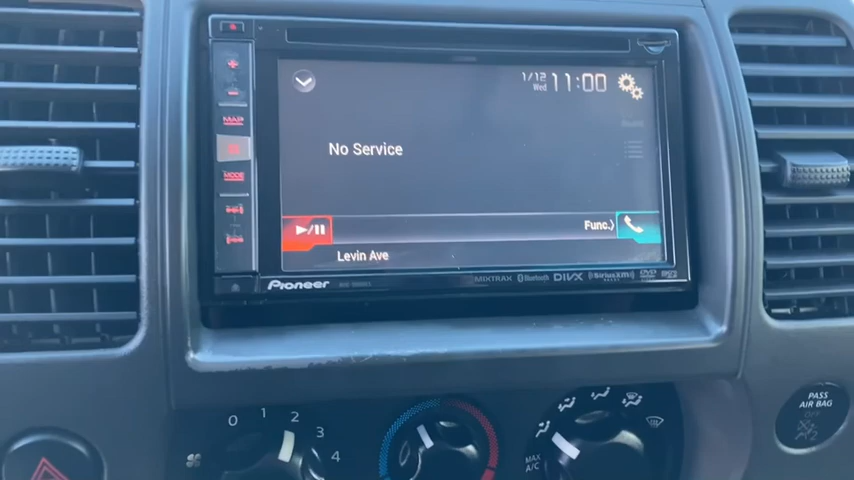 1/12
Wed
11:00
MAP
No Service
MODE
Func.
Levin Ave
Pioneer
MIXTRAX Bluetooth DIVX SiriusXM DVD
PASS
AIR BAG
OFF
0 1 2 3 4
MAX
A/C